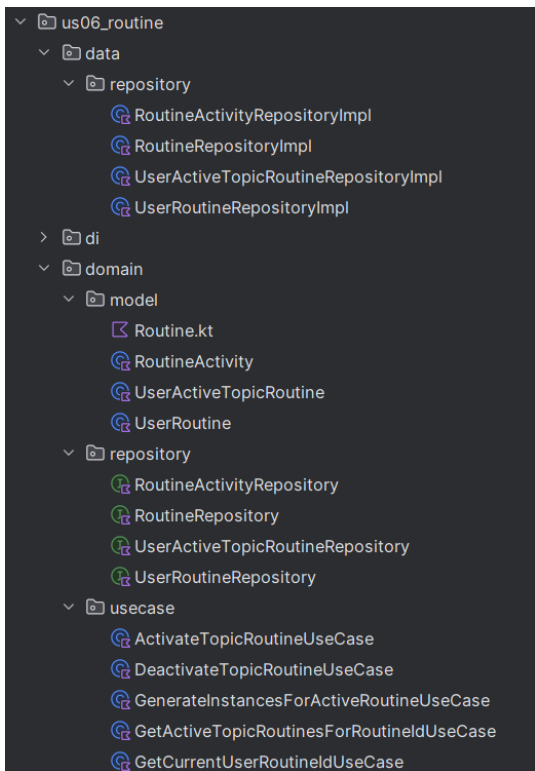 us06_routine
data
repository
RoutineActivityRepositoryImpl
RoutineRepositoryImpl
UserActiveTopicRoutineRepositoryImpl
UserRoutineRepositoryImpl
di
domain
model
Routine.kt
RoutineActivity
UserActiveTopicRoutine
UserRoutine
repository
RoutineActivityRepository
RoutineRepository
UserActiveTopicRoutineRepository
UserRoutineRepository
usecase
ActivateTopicRoutineUseCase
DeactivateTopicRoutineUseCase
GenerateInstancesForActiveRoutineUseCase
GetActiveTopicRoutinesForRoutineIdUseCase
GetCurrentUserRoutineIdUseCase